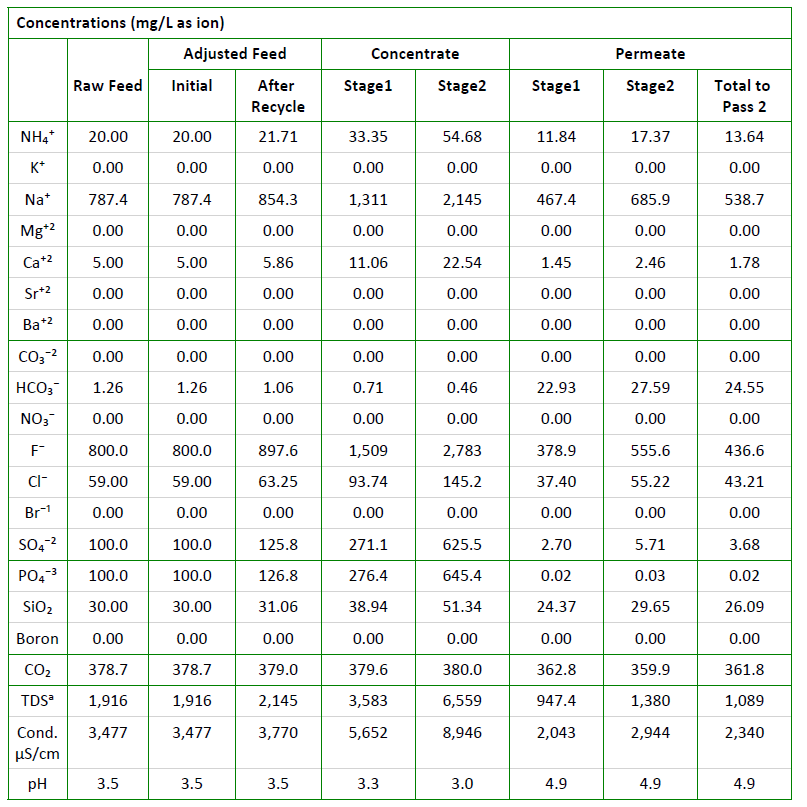 Concentrations (mg/L as ion)
Adjusted Feed Concentrate Permeate
Raw Feed Initial After Recycle Stage1 Stage2 Stage1 Stage2 Total to Pass 2
NH₄⁺ 20.00 20.00 21.71 33.35 54.68 11.84 17.37 13.64
K⁺ 0.00 0.00 0.00 0.00 0.00 0.00 0.00 0.00
Na⁺ 787.4 787.4 854.3 1,311 2,145 467.4 685.9 538.7
Mg⁺² 0.00 0.00 0.00 0.00 0.00 0.00 0.00 0.00
Ca⁺² 5.00 5.00 5.86 11.06 22.54 1.45 2.46 1.78
Sr⁺² 0.00 0.00 0.00 0.00 0.00 0.00 0.00 0.00
Ba⁺² 0.00 0.00 0.00 0.00 0.00 0.00 0.00 0.00
CO₃⁻² 0.00 0.00 0.00 0.00 0.00 0.00 0.00 0.00
HCO₃⁻ 1.26 1.26 1.06 0.71 0.46 22.93 27.59 24.55
NO₃⁻ 0.00 0.00 0.00 0.00 0.00 0.00 0.00 0.00
F⁻ 800.0 800.0 897.6 1,509 2,783 378.9 555.6 436.6
Cl⁻ 59.00 59.00 63.25 93.74 145.2 37.40 55.22 43.21
Br⁻¹ 0.00 0.00 0.00 0.00 0.00 0.00 0.00 0.00
SO₄⁻² 100.0 100.0 125.8 271.1 625.5 2.70 5.71 3.68
PO₄⁻³ 100.0 100.0 126.8 276.4 645.4 0.02 0.03 0.02
SiO₂ 30.00 30.00 31.06 38.94 51.34 24.37 29.65 26.09
Boron 0.00 0.00 0.00 0.00 0.00 0.00 0.00 0.00
CO₂ 378.7 378.7 379.0 379.6 380.0 362.8 359.9 361.8
TDSᵃ 1,916 1,916 2,145 3,583 6,559 947.4 1,380 1,089
Cond. µS/cm 3,477 3,477 3,770 5,652 8,946 2,043 2,944 2,340
pH 3.5 3.5 3.5 3.3 3.0 4.9 4.9 4.9